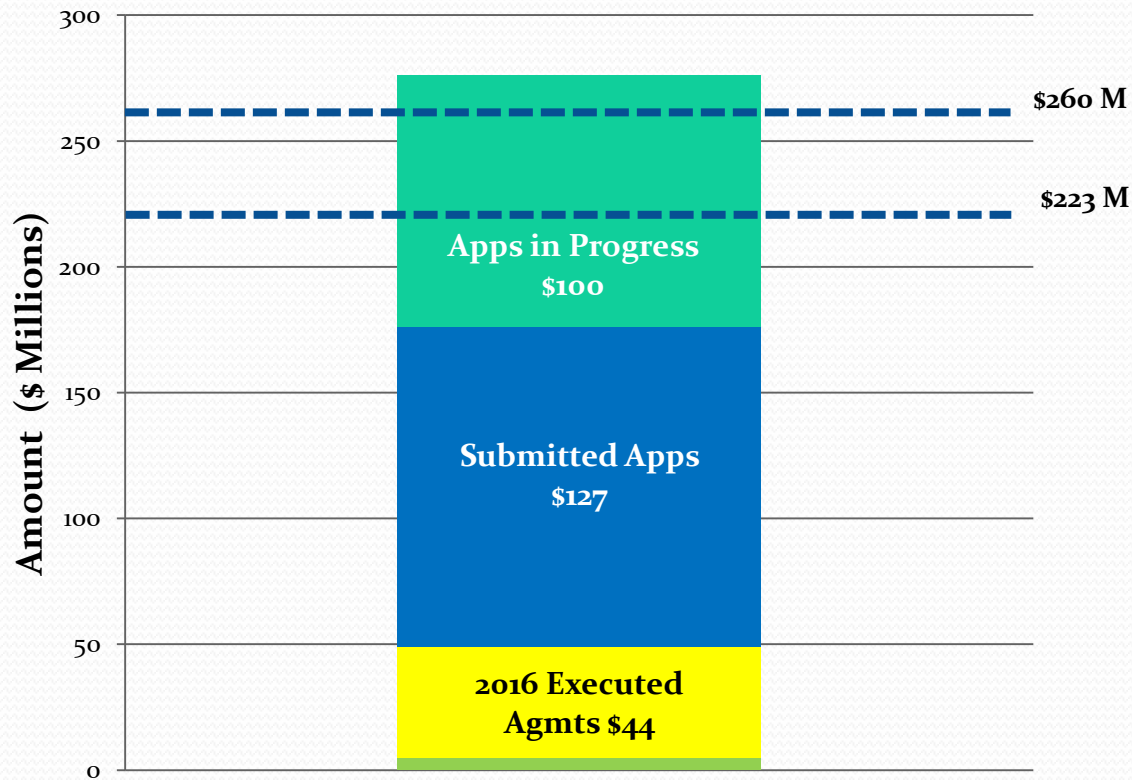 300
250
200
150
100
50
0
Amount ($ Millions)
$260 M
$223 M
Apps in Progress
$100
Submitted Apps
$127
2016 Executed
Agmts $44